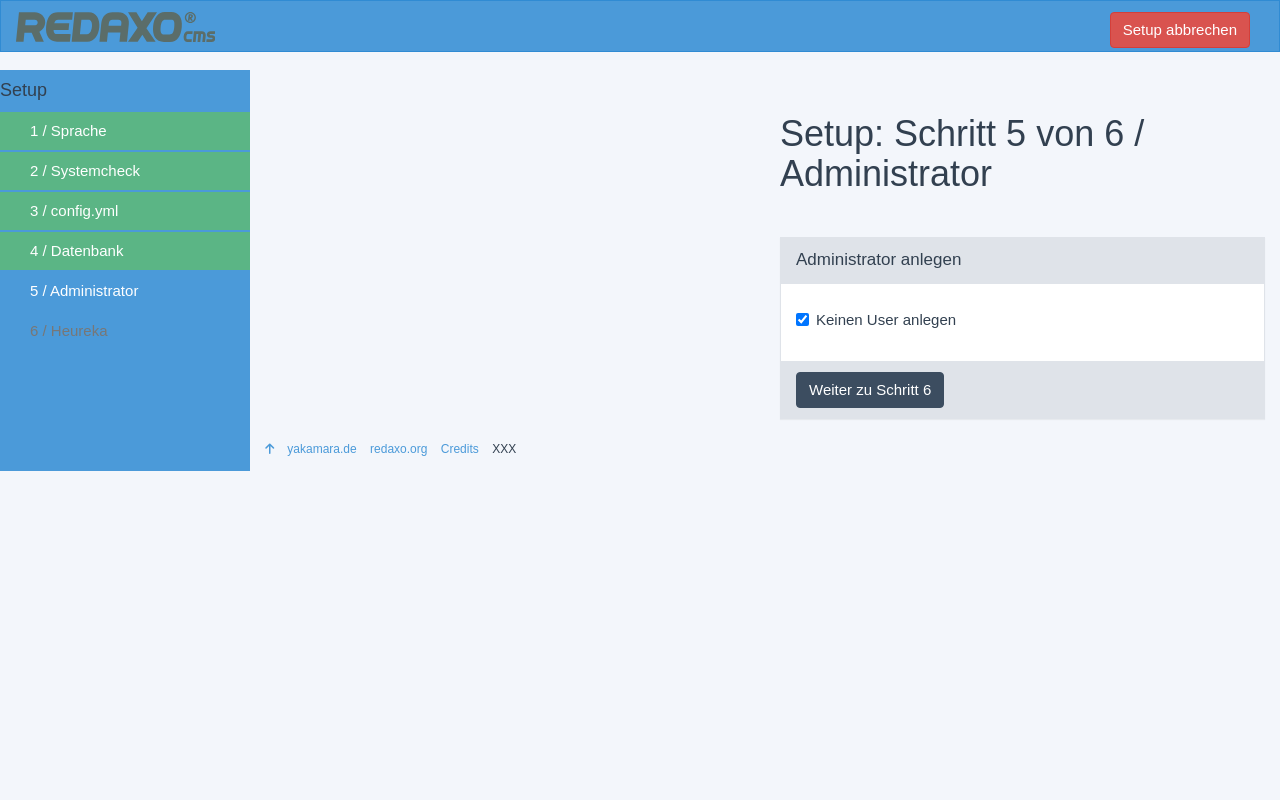 REDAXO® cms
Setup abbrechen
Setup
1 / Sprache
2 / Systemcheck
3 / config.yml
4 / Datenbank
5 / Administrator
6 / Heureka
Setup: Schritt 5 von 6 /
Administrator
Administrator anlegen
Keinen User anlegen
Weiter zu Schritt 6
yakamara.de redaxo.org Credits XXX